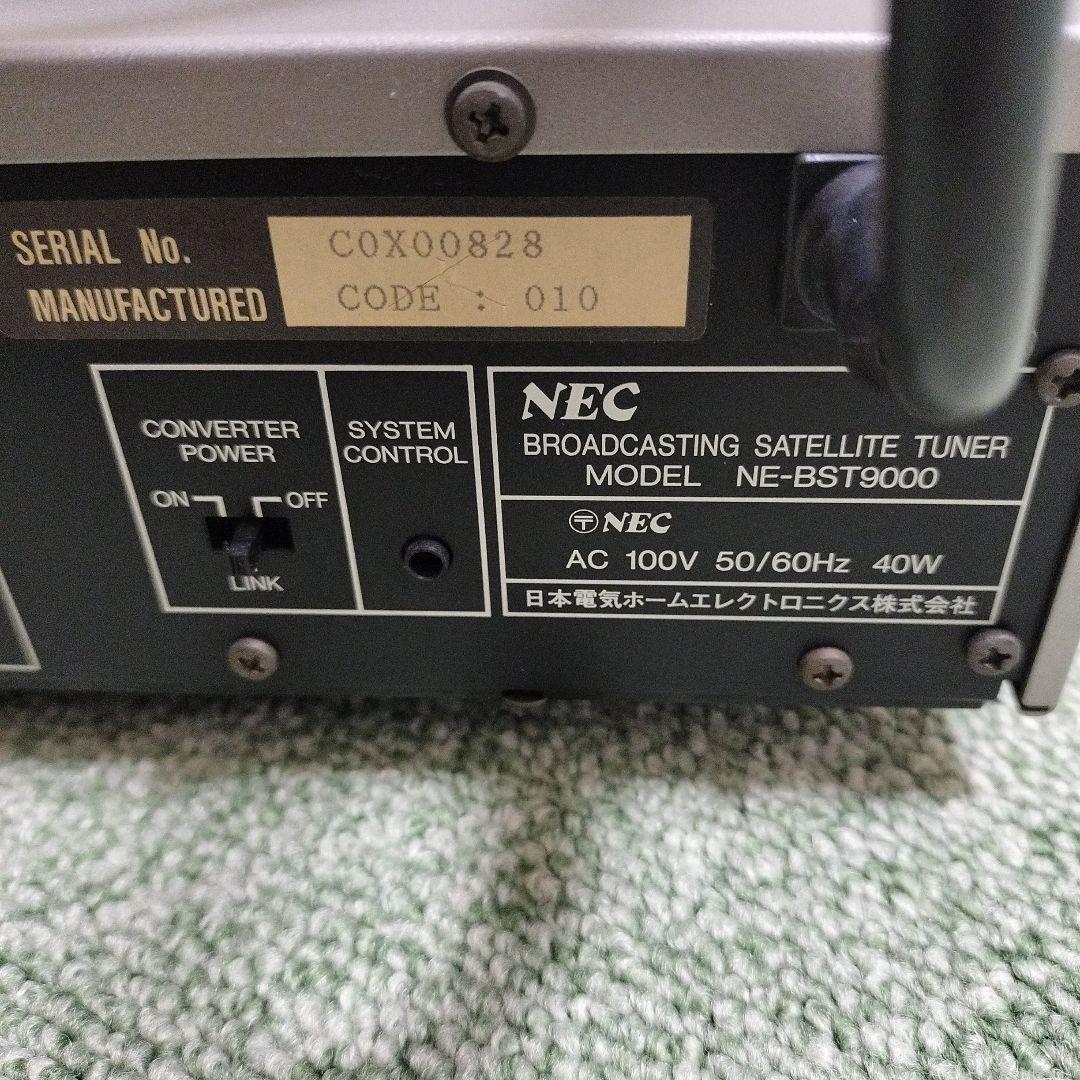 SERIAL No. C0X00828
MANUFACTURED CODE : 010
CONVERTER
POWER
ON OFF
LINK
SYSTEM
CONTROL
NEC
BROADCASTING SATELLITE TUNER
MODEL NE-BST9000
〶 NEC
AC 100V 50/60Hz 40W
日本電気ホームエレクトロニクス株式会社